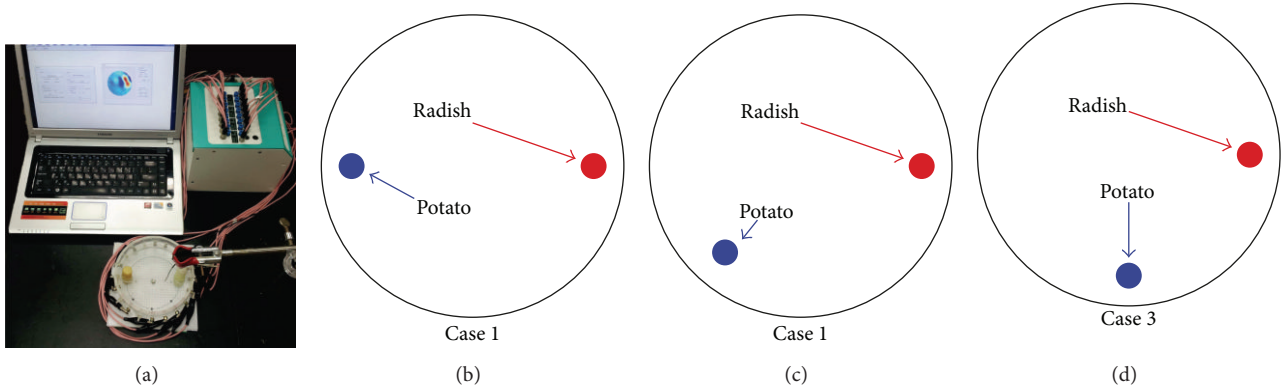 Radish
Potato
Case 1
Radish
Potato
Case 1
Radish
Potato
Case 3
(a)
(b)
(c)
(d)